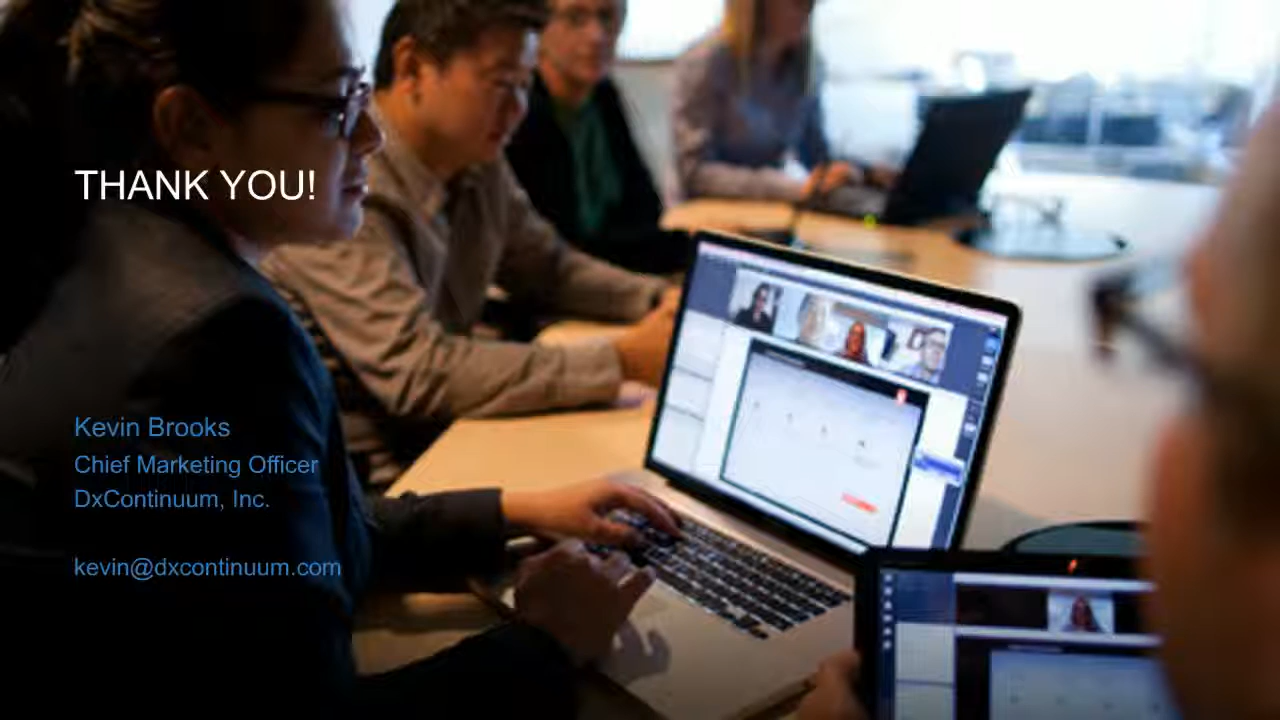 THANK YOU!
Kevin Brooks
Chief Marketing Officer
DxContinuum, Inc.
kevin@dxcontinuum.com